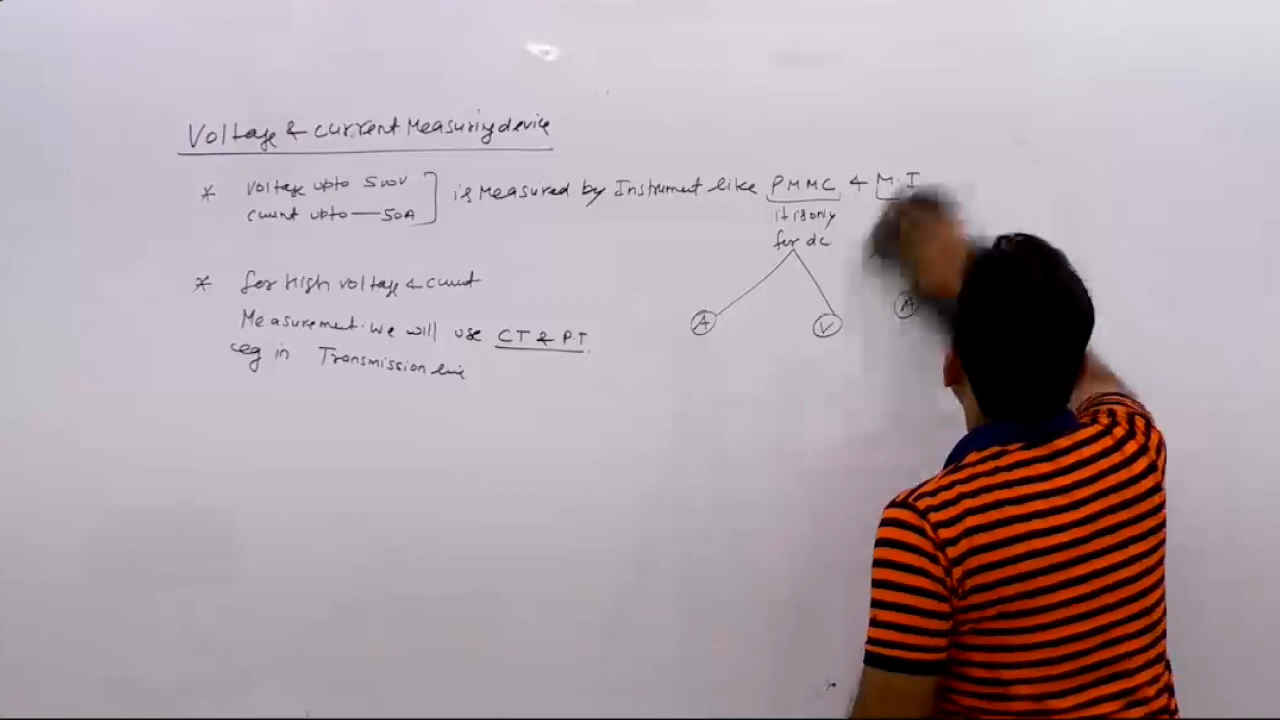 Voltage & current Measuring device
* Voltage upto 500V
current upto — 50A
is Measured by Instrument like PMMC & M.I
it is only
for dc
A V A
* for High voltage & current
Measurement. We will use CT & P.T.
eg in Transmission line